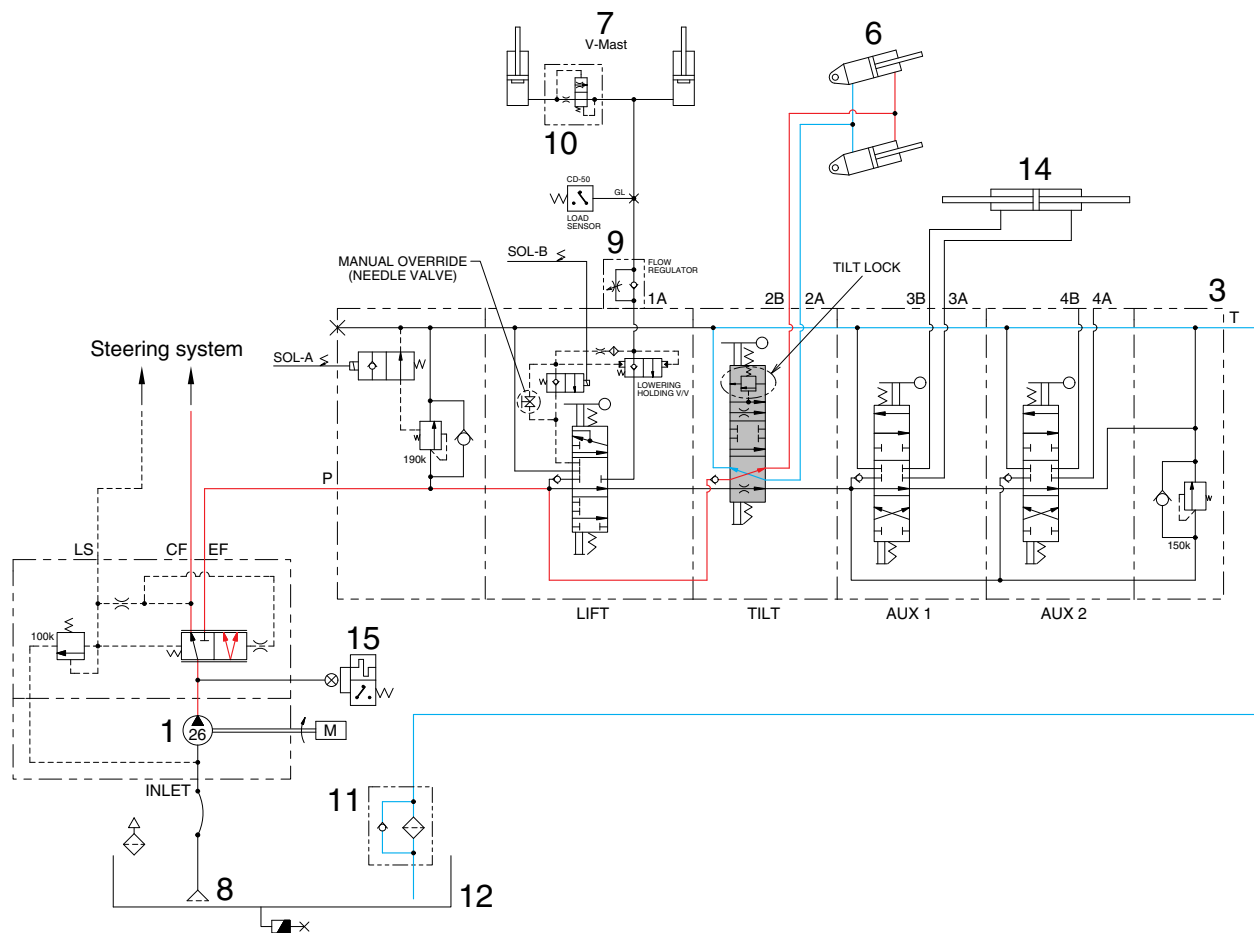 7
V-Mast
6
10
14
CD-50
GL
LOAD
SENSOR
9
SOL-B
FLOW
REGULATOR
MANUAL OVERRIDE
(NEEDLE VALVE)
TILT LOCK
1A
2B
2A
3B
3A
4B
4A
3
T
Steering system
SOL-A
LOWERING
HOLDING V/V
190k
P
150k
LS
CF
EF
LIFT
TILT
AUX 1
AUX 2
100k
15
1
26
M
INLET
11
8
12